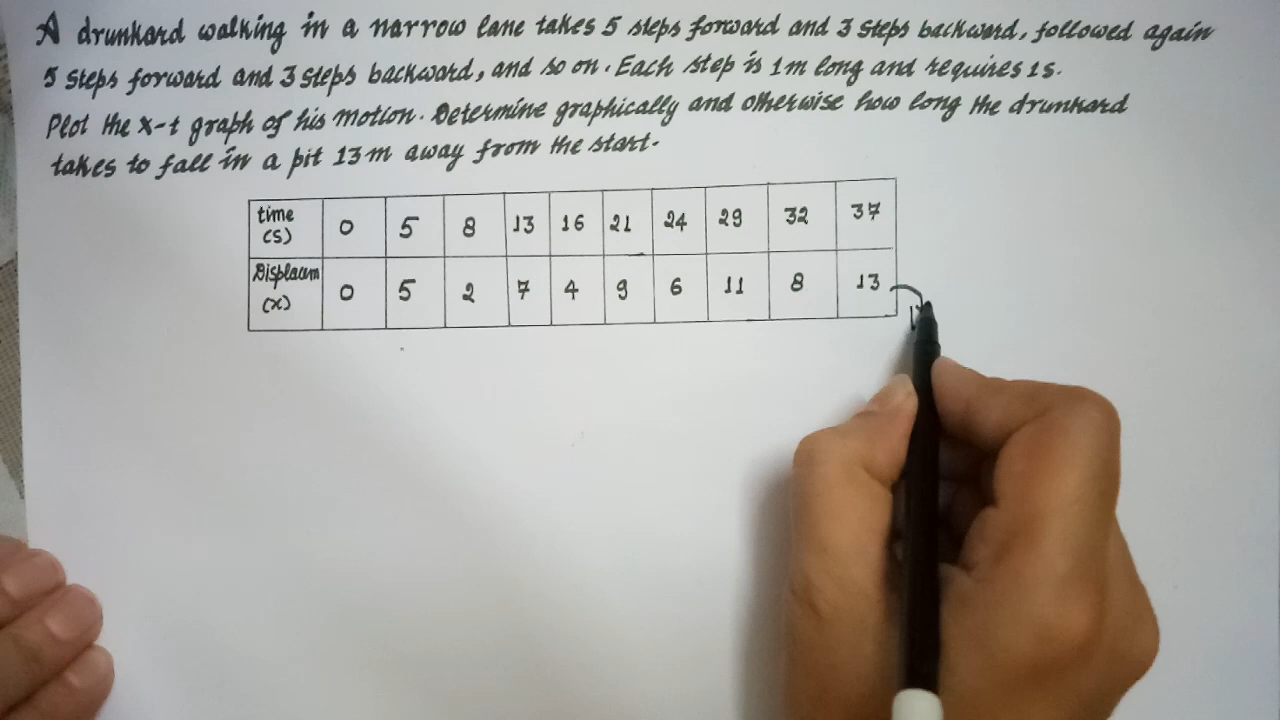 A drunkard walking in a narrow lane takes 5 steps forward and 3 steps backward, followed again
5 steps forward and 3 steps backward, and so on. Each step is 1m long and requires 1s.
Plot the x-t graph of his motion. Determine graphically and otherwise how long the drunkard
takes to fall in a pit 13m away from the start.
time (s) 0 5 8 13 16 21 24 29 32 37
Displacem (x) 0 5 2 7 4 9 6 11 8 13